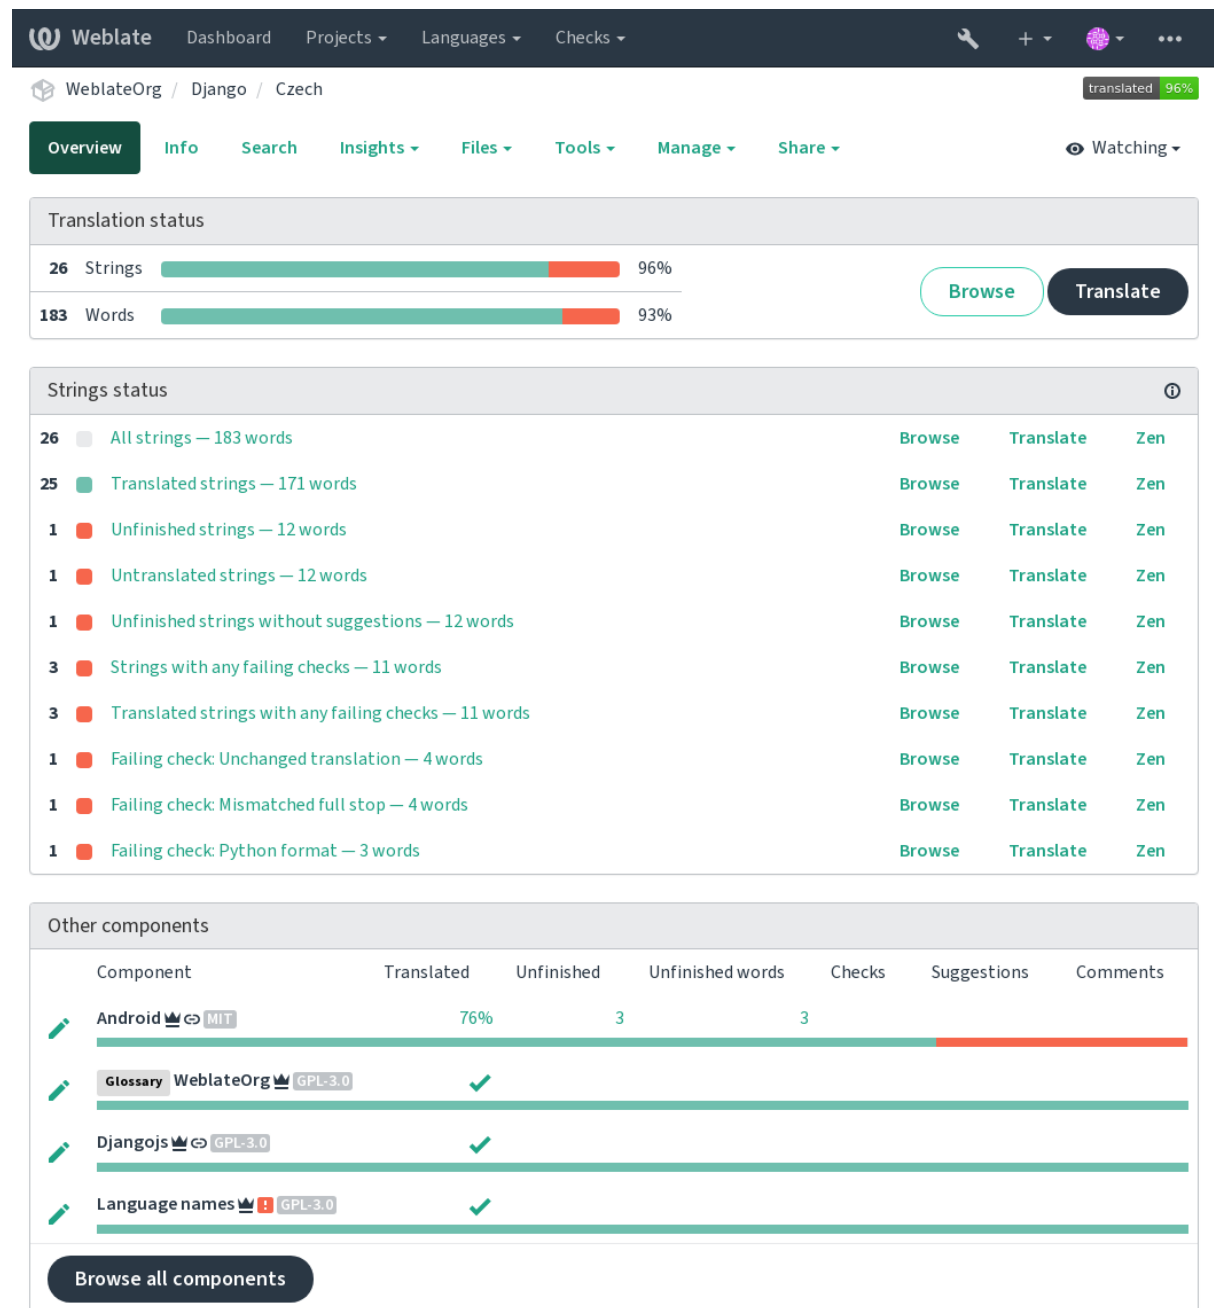 Weblate Dashboard Projects Languages Checks
WeblateOrg / Django / Czech translated 96%
Overview Info Search Insights Files Tools Manage Share Watching
Translation status
26 Strings 96%
183 Words 93%
Browse Translate
Strings status
26 All strings — 183 words Browse Translate Zen
25 Translated strings — 171 words Browse Translate Zen
1 Unfinished strings — 12 words Browse Translate Zen
1 Untranslated strings — 12 words Browse Translate Zen
1 Unfinished strings without suggestions — 12 words Browse Translate Zen
3 Strings with any failing checks — 11 words Browse Translate Zen
3 Translated strings with any failing checks — 11 words Browse Translate Zen
1 Failing check: Unchanged translation — 4 words Browse Translate Zen
1 Failing check: Mismatched full stop — 4 words Browse Translate Zen
1 Failing check: Python format — 3 words Browse Translate Zen
Other components
Component Translated Unfinished Unfinished words Checks Suggestions Comments
Android MIT 76% 3 3
Glossary WeblateOrg GPL-3.0
Djangojs GPL-3.0
Language names GPL-3.0
Browse all components